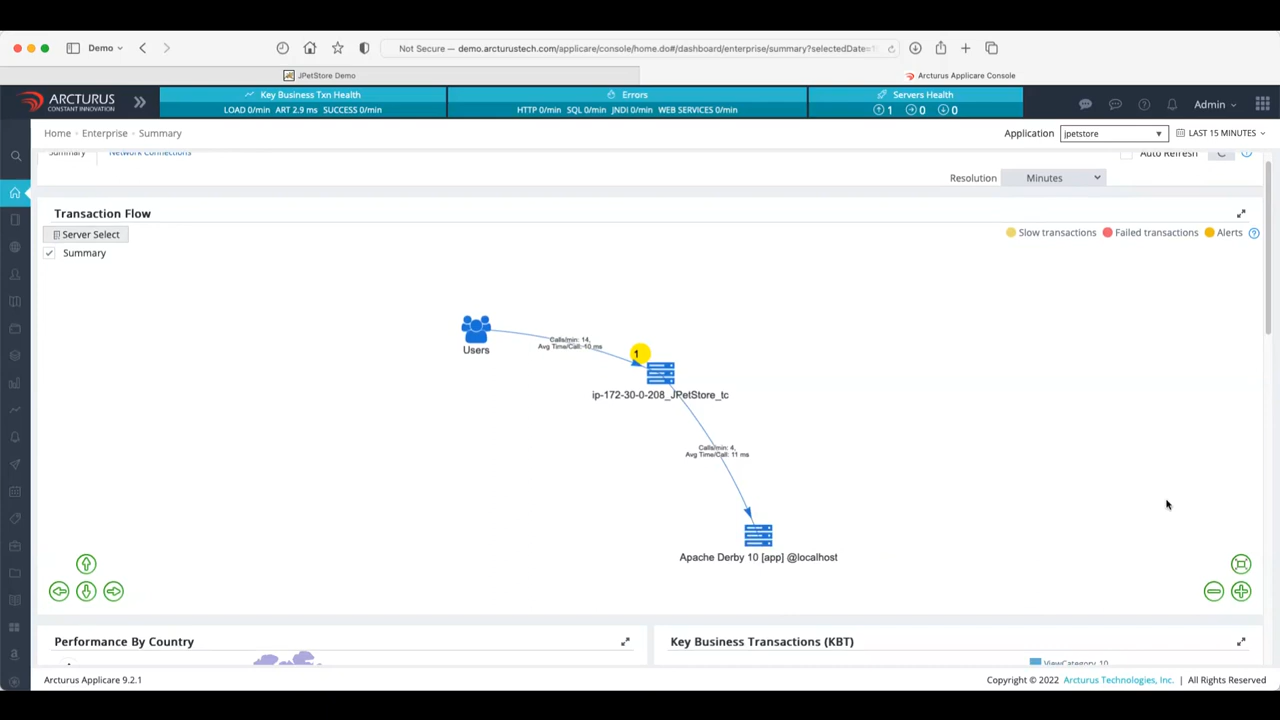 Demo
Not Secure — demo.arcturustech.com/applicare/console/home.do#/dashboard/enterprise/summary?selectedDate=
JPetStore Demo
Arcturus Applicare Console
ARCTURUS
CONSTANT INNOVATION
Key Business Txn Health
LOAD 0/min ART 2.9 ms SUCCESS 0/min
Errors
HTTP 0/min SQL 0/min JNDI 0/min WEB SERVICES 0/min
Servers Health
1 0 0
Admin
Home Enterprise Summary
Application jpetstore LAST 15 MINUTES
Summary Network Connections Auto Refresh
Resolution Minutes
Transaction Flow
Server Select
Slow transactions Failed transactions Alerts ?
Summary
Users
Calls/min: 14,
Avg Time/Call: 10 ms
1
ip-172-30-0-208_JPetStore_tc
Calls/min: 4,
Avg Time/Call: 11 ms
Apache Derby 10 [app] @localhost
Performance By Country
Key Business Transactions (KBT)
ViewCategory_10
Arcturus Applicare 9.2.1
Copyright © 2022 Arcturus Technologies, Inc. | All Rights Reserved